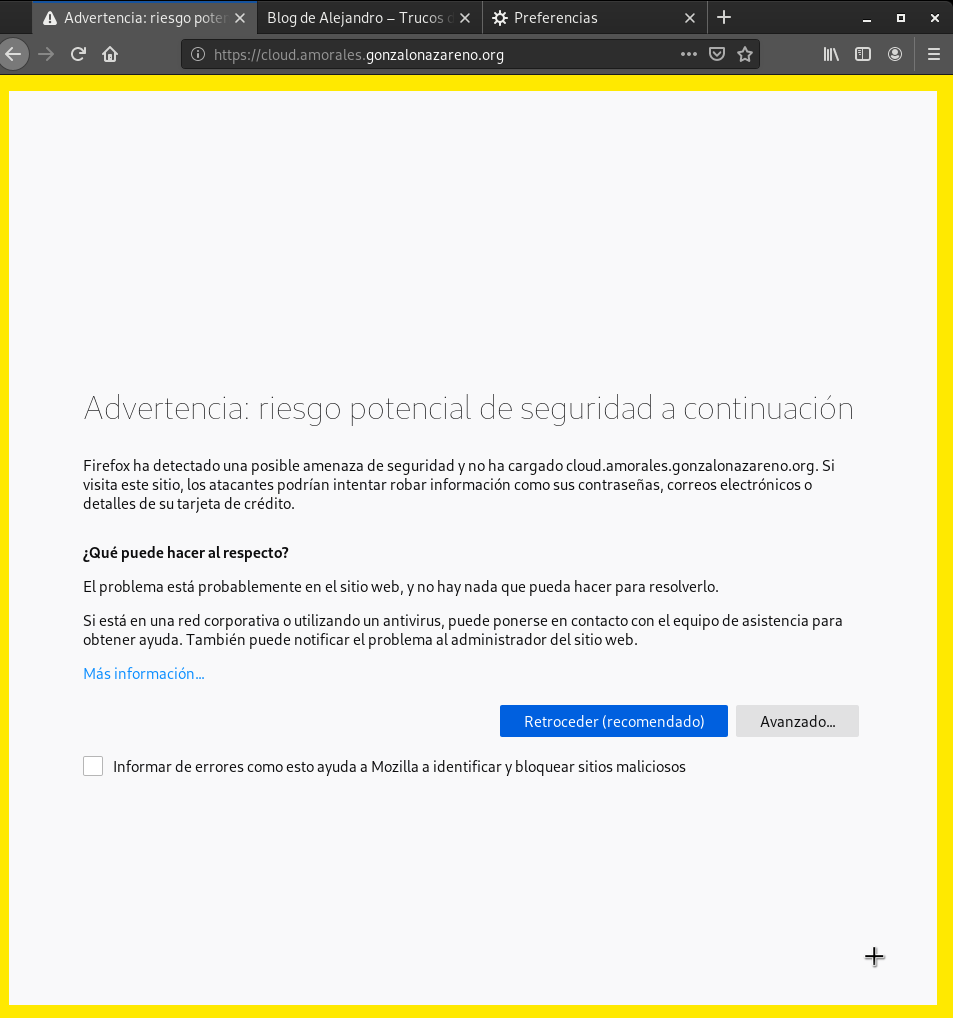 Advertencia: riesgo poten
Blog de Alejandro – Trucos d
Preferencias
https://cloud.amorales.gonzalonazareno.org
Advertencia: riesgo potencial de seguridad a continuación
Firefox ha detectado una posible amenaza de seguridad y no ha cargado cloud.amorales.gonzalonazareno.org. Si
visita este sitio, los atacantes podrían intentar robar información como sus contraseñas, correos electrónicos o
detalles de su tarjeta de crédito.
¿Qué puede hacer al respecto?
El problema está probablemente en el sitio web, y no hay nada que pueda hacer para resolverlo.
Si está en una red corporativa o utilizando un antivirus, puede ponerse en contacto con el equipo de asistencia para
obtener ayuda. También puede notificar el problema al administrador del sitio web.
Más información...
Retroceder (recomendado)
Avanzado...
Informar de errores como esto ayuda a Mozilla a identificar y bloquear sitios maliciosos